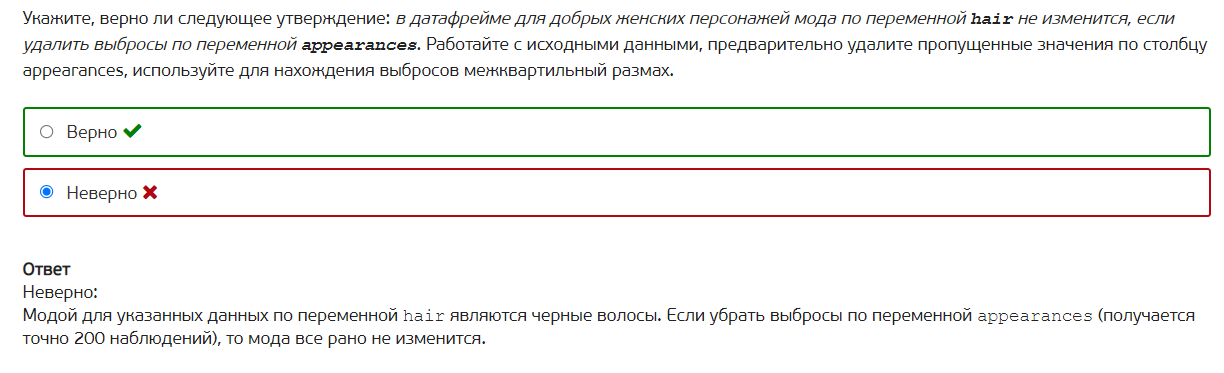 Укажите, верно ли следующее утверждение: в датафрейме для добрых женских персонажей мода по переменной hair не изменится, если
удалить выбросы по переменной appearances. Работайте с исходными данными, предварительно удалите пропущенные значения по столбцу
appearances, используйте для нахождения выбросов межквартильный размах.
Верно
Неверно
Ответ
Неверно:
Модой для указанных данных по переменной hair являются черные волосы. Если убрать выбросы по переменной appearances (получается
точно 200 наблюдений), то мода все рано не изменится.